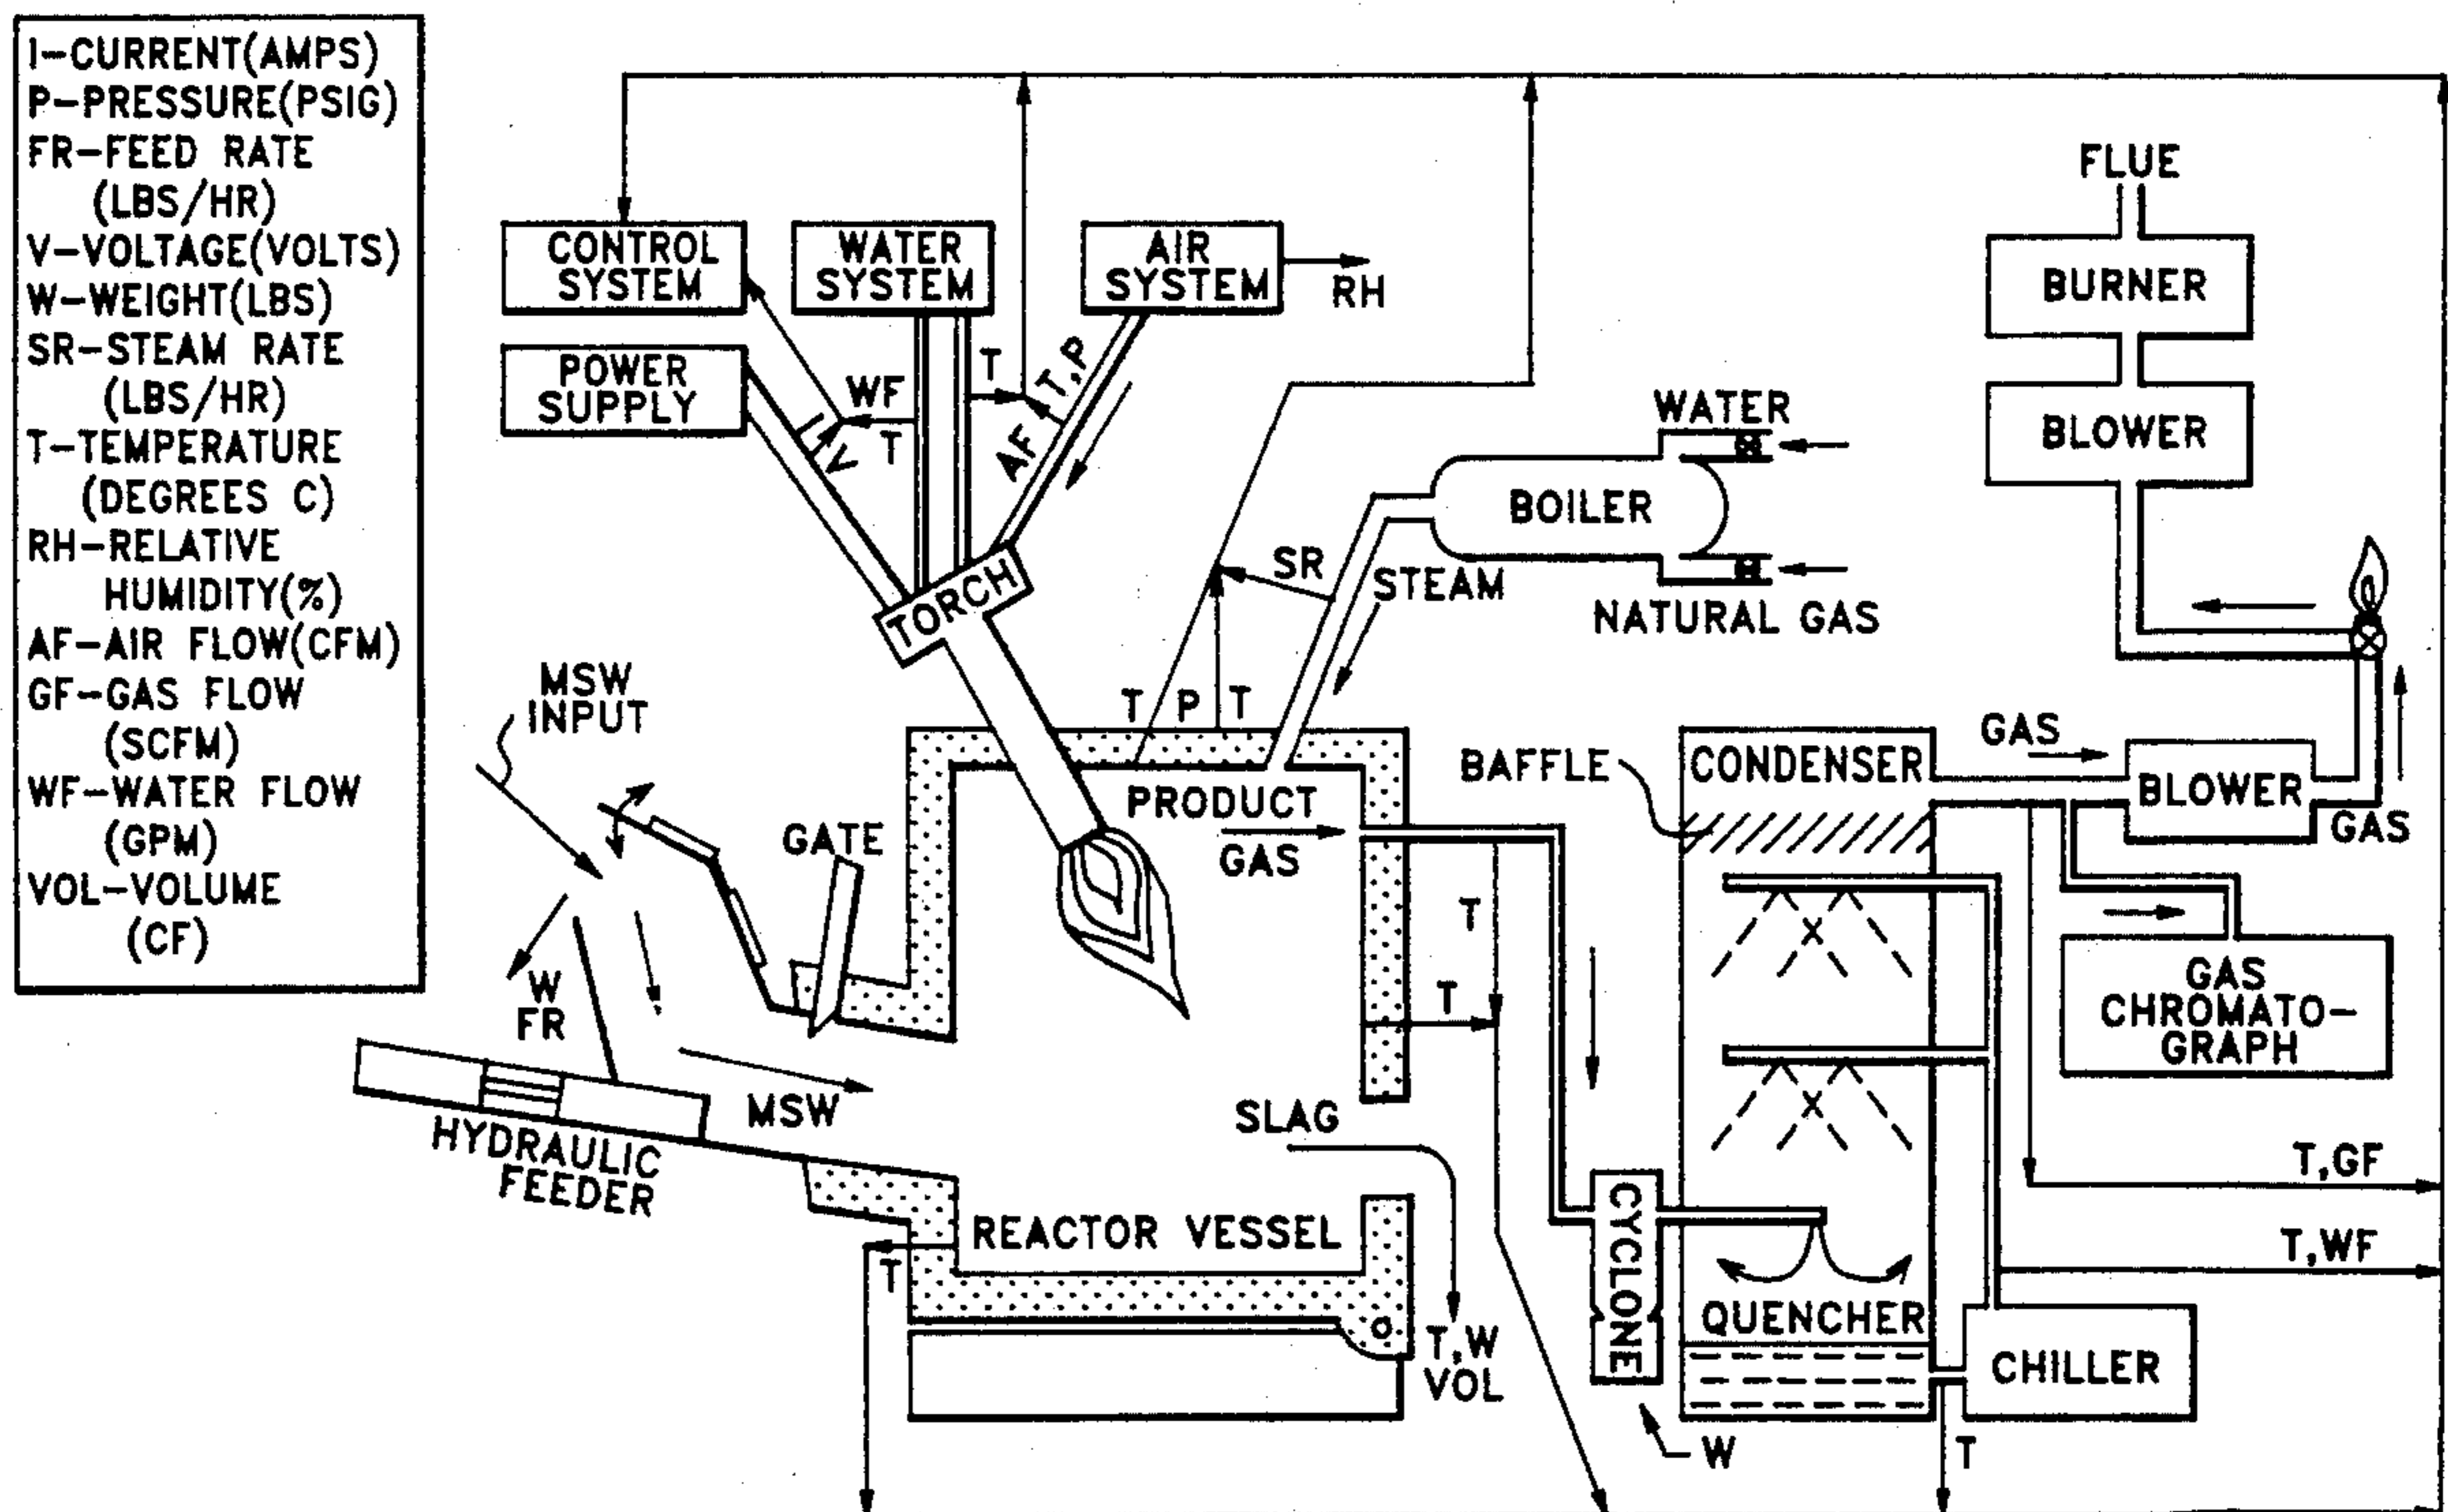 I-CURRENT(AMPS)
P-PRESSURE(PSIG)
FR-FEED RATE
(LBS/HR)
V-VOLTAGE(VOLTS)
W-WEIGHT(LBS)
SR-STEAM RATE
(LBS/HR)
T-TEMPERATURE
(DEGREES C)
RH-RELATIVE
HUMIDITY(%)
AF-AIR FLOW(CFM)
GF-GAS FLOW
(SCFM)
WF-WATER FLOW
(GPM)
VOL-VOLUME
(CF)
CONTROL
SYSTEM
WATER
SYSTEM
AIR
SYSTEM
RH
POWER
SUPPLY
I
V
WF
T
T
T,P
AF
TORCH
FLUE
BURNER
BLOWER
WATER
BOILER
NATURAL GAS
STEAM
SR
T
P
T
MSW
INPUT
GATE
W
FR
MSW
HYDRAULIC
FEEDER
PRODUCT
GAS
T
T
SLAG
REACTOR VESSEL
T
T,W
VOL
BAFFLE
CONDENSER
GAS
BLOWER
GAS
GAS
CHROMATO-
GRAPH
CYCLONE
QUENCHER
CHILLER
W
T
T,GF
T,WF